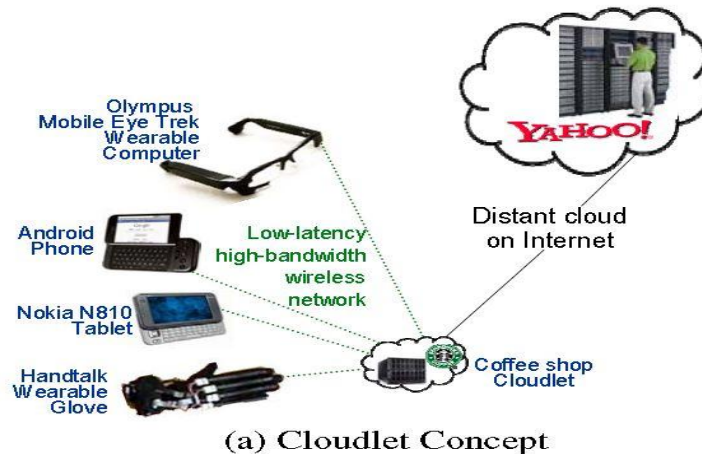 Olympus
Mobile Eye Trek
Wearable
Computer
YAHOO!
Distant cloud
on Internet
Android
Phone
Low-latency
high-bandwidth
wireless
network
Nokia N810
Tablet
Handtalk
Wearable
Glove
Coffee shop
Cloudlet
(a) Cloudlet Concept